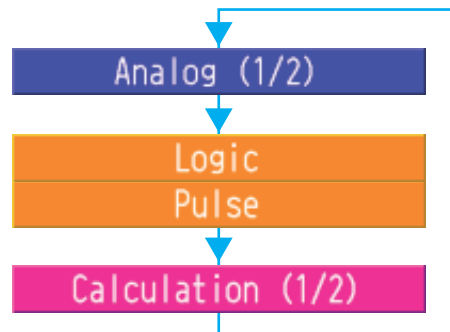 Analog (1/2)
Logic
Pulse
Calculation (1/2)